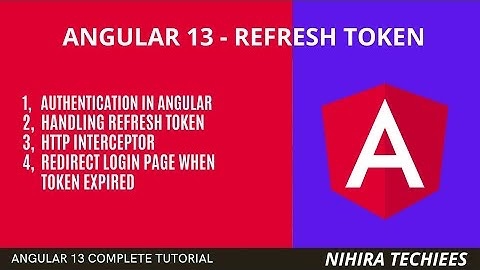 ANGULAR 13 - REFRESH TOKEN
1, AUTHENTICATION IN ANGULAR
2, HANDLING REFRESH TOKEN
3, HTTP INTERCEPTOR
4, REDIRECT LOGIN PAGE WHEN
TOKEN EXPIRED
A
ANGULAR 13 COMPLETE TUTORIAL
NIHIRA TECHIEES